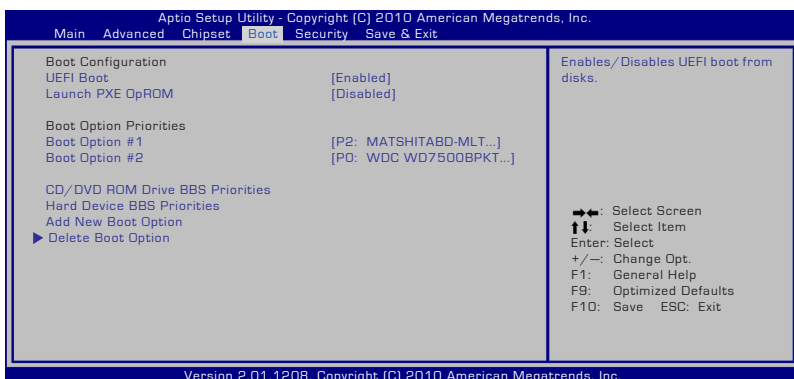 Aptio Setup Utility - Copyright (C) 2010 American Megatrends, Inc.
Main Advanced Chipset Boot Security Save & Exit
Boot Configuration
UEFI Boot [Enabled]
Launch PXE OpROM [Disabled]
Boot Option Priorities
Boot Option #1 [P2: MATSHITABD-MLT...]
Boot Option #2 [P0: WDC WD7500BPKT...]
CD/DVD ROM Drive BBS Priorities
Hard Device BBS Priorities
Add New Boot Option
Delete Boot Option
Enables/Disables UEFI boot from
disks.
→←: Select Screen
↑↓: Select Item
Enter: Select
+/—: Change Opt.
F1: General Help
F9: Optimized Defaults
F10: Save ESC: Exit
Version 2.01.1208. Copyright (C) 2010 American Megatrends, Inc.